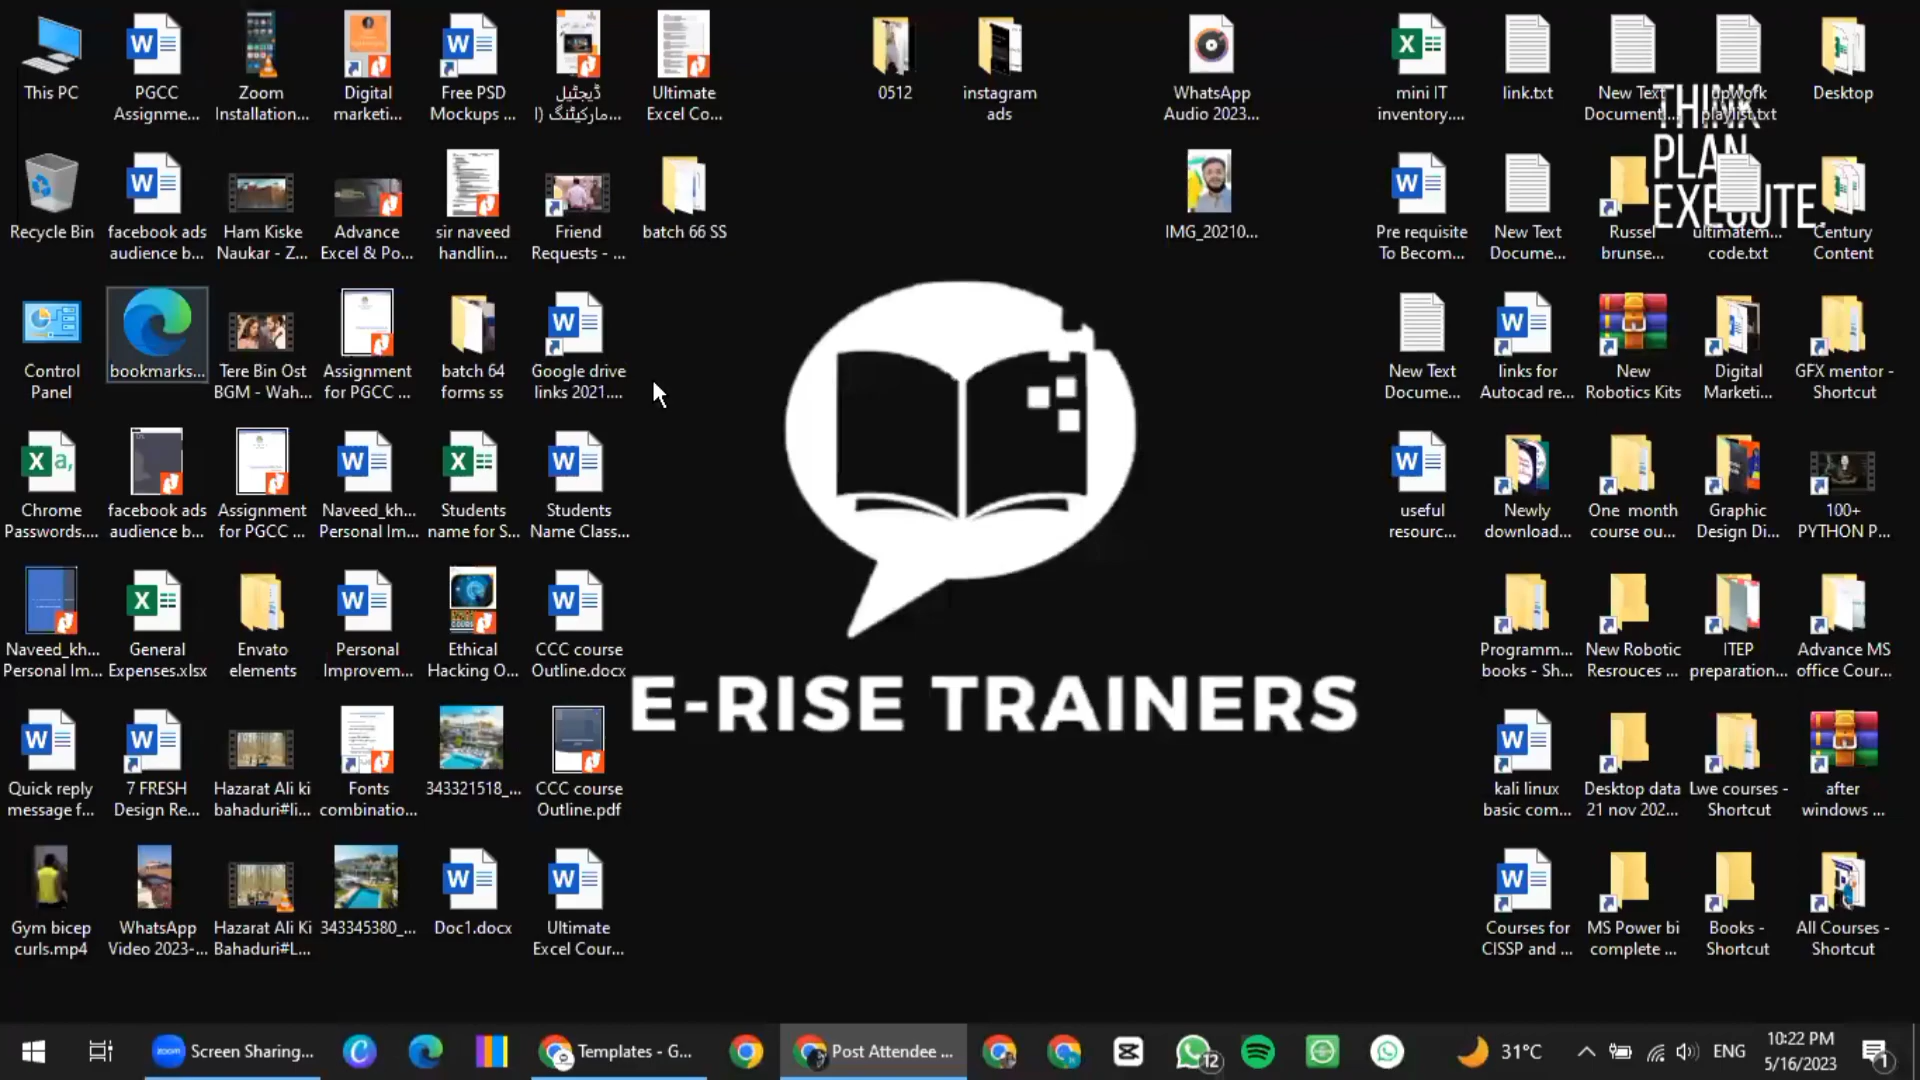 This PC
PGCC
Assignme...
Zoom
Installation...
Digital
marketi...
Free PSD
Mockups ...
ڈیجٹیل
مارکیٹنگ (ا...
Ultimate
Excel Co...
0512
instagram
ads
WhatsApp
Audio 2023...
mini IT
inventory....
link.txt
New Text
Document...
upwofk
playlist.txt
Desktop
THINK
PLAN
EXECUTE.
Recycle Bin
facebook ads
audience b...
Ham Kiske
Naukar - Z...
Advance
Excel & Po...
sir naveed
handlin...
Friend
Requests - ...
batch 66 SS
IMG_20210...
Pre requisite
To Becom...
New Text
Docume...
Russel
brunse...
ultimatem...
code.txt
Century
Content
Control
Panel
bookmarks...
Tere Bin Ost
BGM - Wah...
Assignment
for PGCC ...
batch 64
forms ss
Google drive
links 2021....
New Text
Docume...
links for
Autocad re...
New
Robotics Kits
Digital
Marketi...
GFX mentor -
Shortcut
Chrome
Passwords....
facebook ads
audience b...
Assignment
for PGCC ...
Naveed_kh...
Personal Im...
Students
name for S...
Students
Name Class...
useful
resourc...
Newly
download...
One month
course ou...
Graphic
Design Di...
100+
PYTHON P...
Naveed_kh...
Personal Im...
General
Expenses.xlsx
Envato
elements
Personal
Improvem...
Ethical
Hacking O...
CCC course
Outline.docx
Programm...
books - Sh...
New Robotic
Resrouces ...
ITEP
preparation...
Advance MS
office Cour...
E-RISE TRAINERS
Quick reply
message f...
7 FRESH
Design Re...
Hazarat Ali ki
bahaduri#li...
Fonts
combinatio...
343321518_...
CCC course
Outline.pdf
kali linux
basic com...
Desktop data
21 nov 202...
Lwe courses -
Shortcut
after
windows ...
Gym bicep
curls.mp4
WhatsApp
Video 2023-...
Hazarat Ali Ki
Bahaduri#L...
343345380_...
Doc1.docx
Ultimate
Excel Cour...
Courses for
CISSP and ...
MS Power bi
complete ...
Books -
Shortcut
All Courses -
Shortcut
zoom
Screen Sharing...
Templates - G...
Post Attendee ...
12
31°C
ENG
10:22 PM
5/16/2023
1